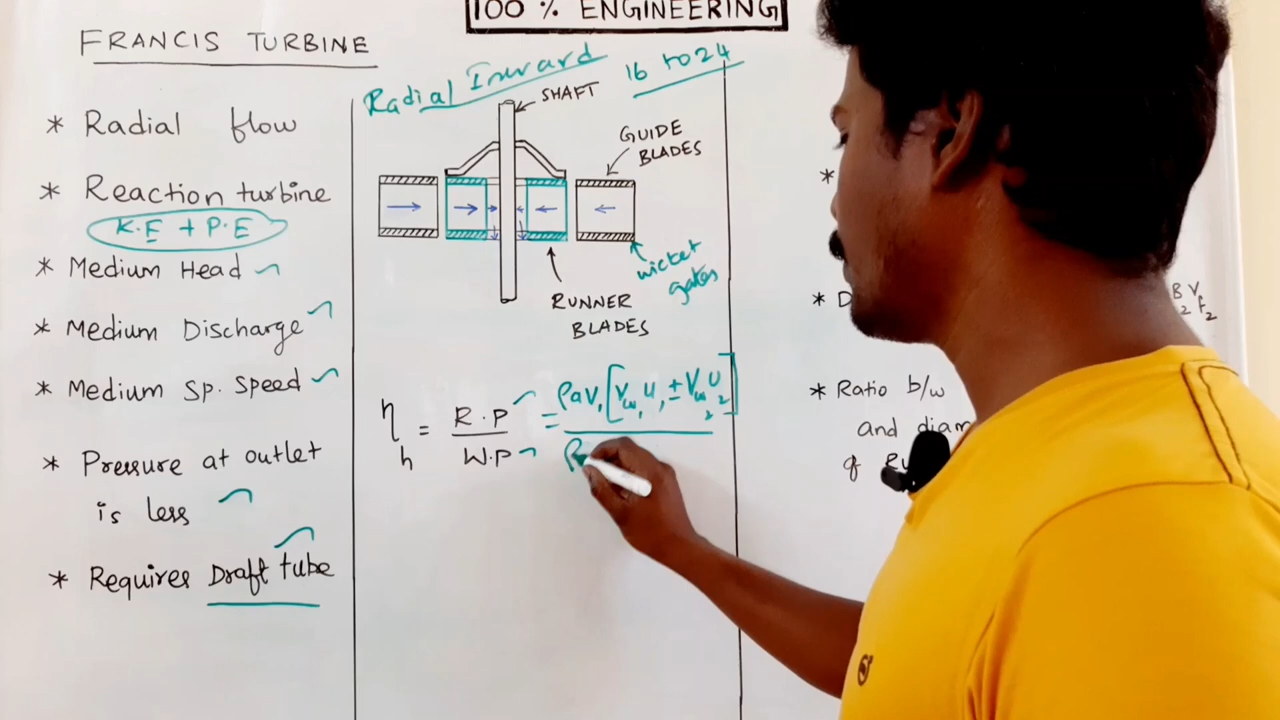 100 % ENGINEERING
FRANCIS TURBINE
* Radial flow
* Reaction turbine
K.E + P.E
* Medium Head
* Medium Discharge
* Medium Sp. Speed
* Pressure at outlet
is less
* Requires Draft tube
Radial Inward
16 to 24
SHAFT
GUIDE
BLADES
wicket
gates
RUNNER
BLADES
η h = R.P / W.P = ρaV₁[Vw₁u₁ ± Vw₂u₂]
*
* D
B₂Vf₂
* Ratio b/w
and diam
of Ru